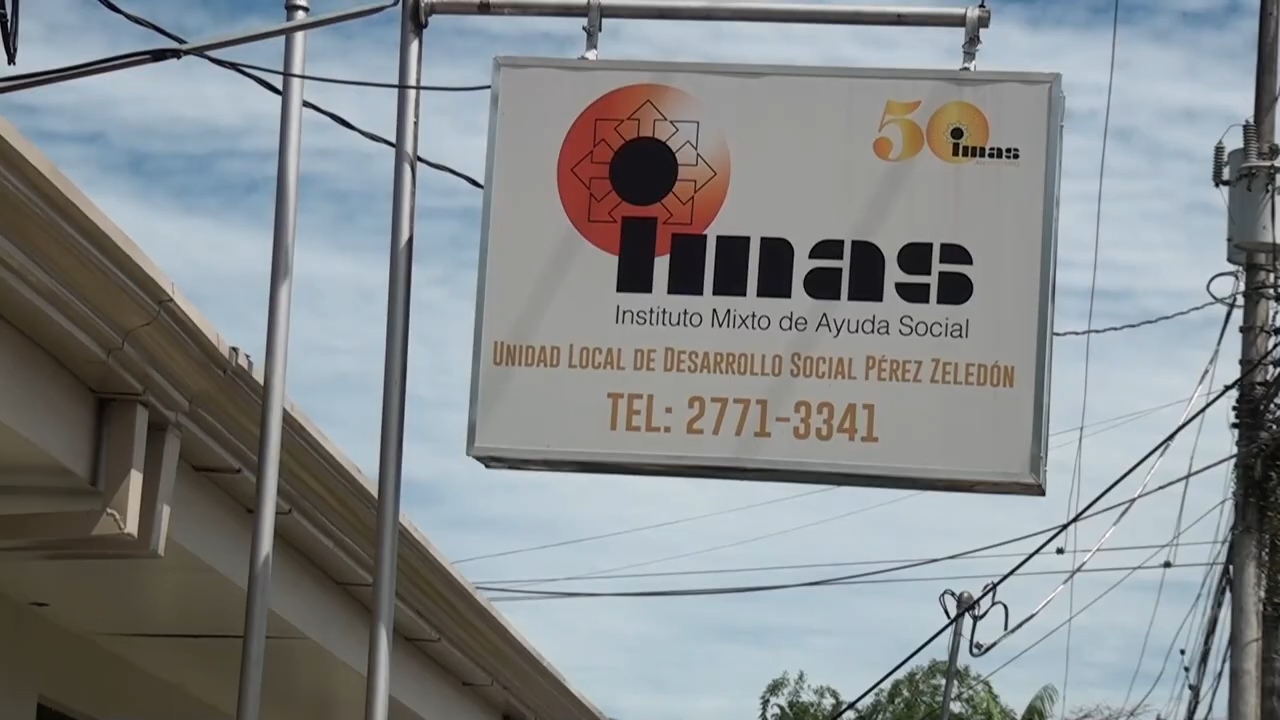 50
imas
imas
Instituto Mixto de Ayuda Social
UNIDAD LOCAL DE DESARROLLO SOCIAL PÉREZ ZELEDÓN
TEL: 2771-3341